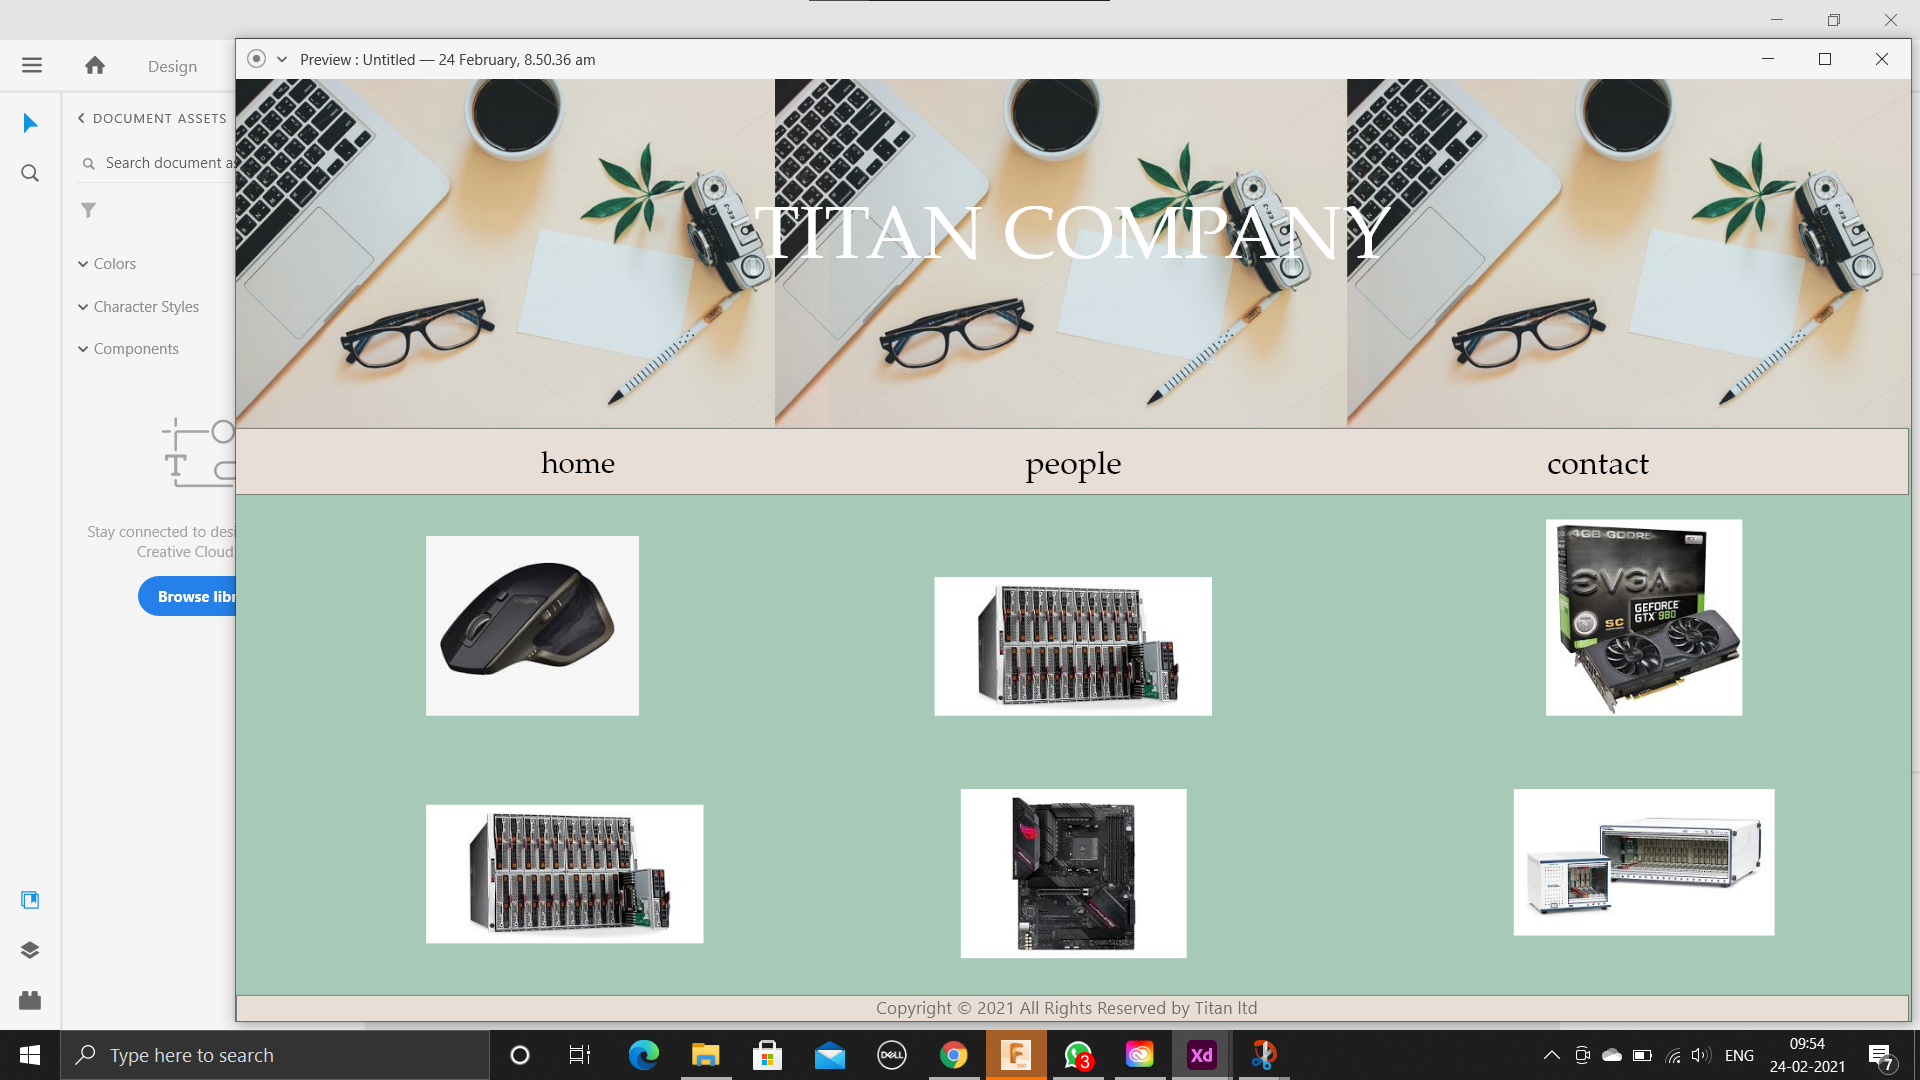 Design
Preview : Untitled — 24 February, 8.50.36 am
DOCUMENT ASSETS
Search document as
Colors
Character Styles
Components
Stay connected to desi
Creative Cloud
Browse libr
TITAN COMPANY
home
people
contact
4GB GDDR5
EVGA
GEFORCE
GTX 980
SC
Copyright © 2021 All Rights Reserved by Titan ltd
Type here to search
DELL
F
3
Xd
ENG
09:54
24-02-2021
7